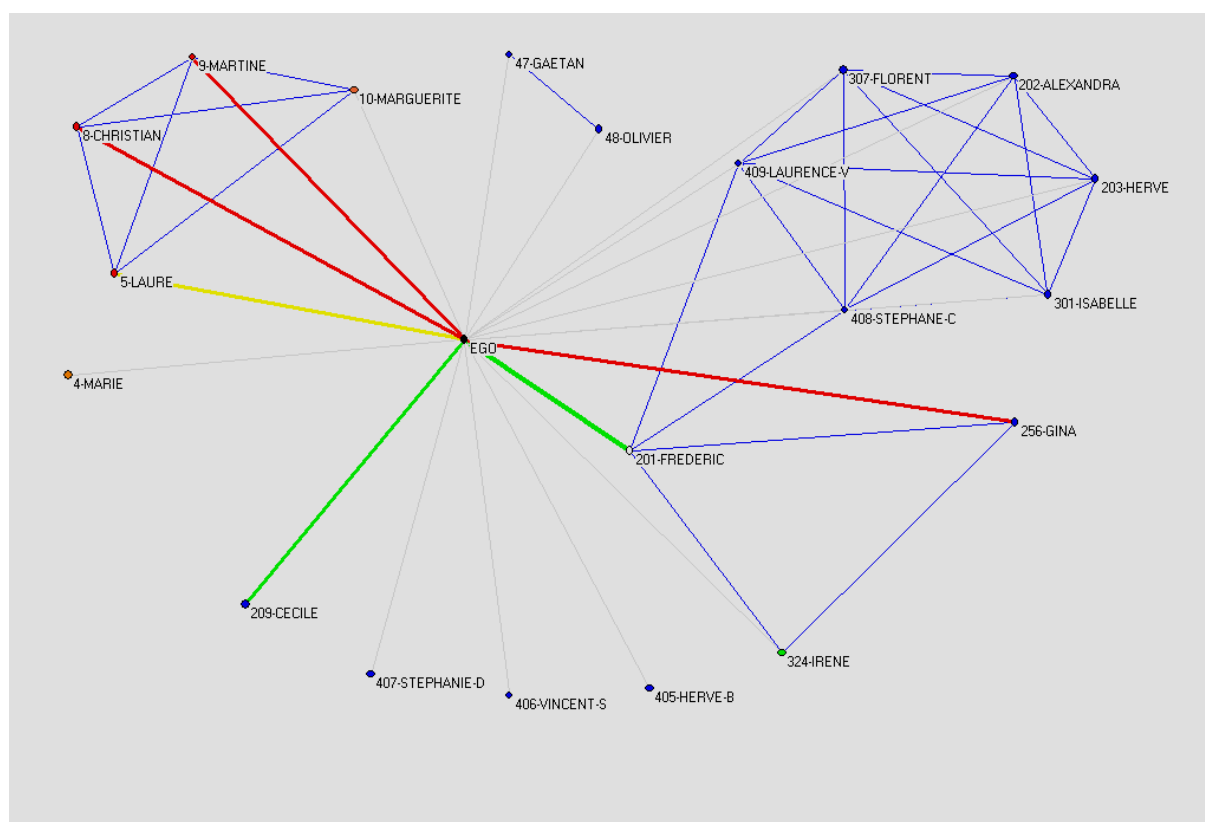 9-MARTINE
47-GAETAN
307-FLORENT
202-ALEXANDRA
10-MARGUERITE
8-CHRISTIAN
48-OLIVIER
409-LAURENCE-V
203-HERVE
5-LAURE
301-ISABELLE
408-STEPHANE-C
EGO
4-MARIE
256-GINA
201-FREDERIC
209-CECILE
324-IRENE
407-STEPHANIE-D
405-HERVE-B
406-VINCENT-S